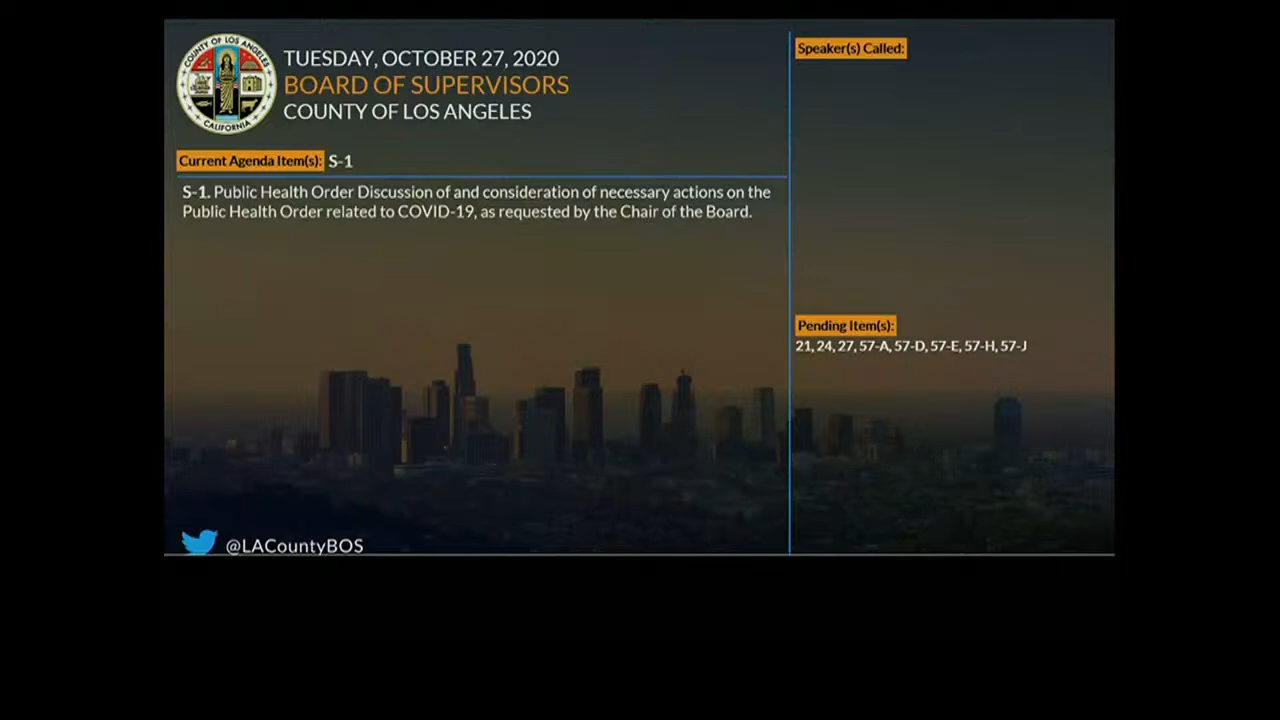 COUNTY OF LOS ANGELES
CALIFORNIA
TUESDAY, OCTOBER 27, 2020
BOARD OF SUPERVISORS
COUNTY OF LOS ANGELES
Current Agenda Item(s): S-1
S-1. Public Health Order Discussion of and consideration of necessary actions on the
Public Health Order related to COVID-19, as requested by the Chair of the Board.
@LACountyBOS
Speaker(s) Called:
Pending Item(s):
21, 24, 27, 57-A, 57-D, 57-E, 57-H, 57-J